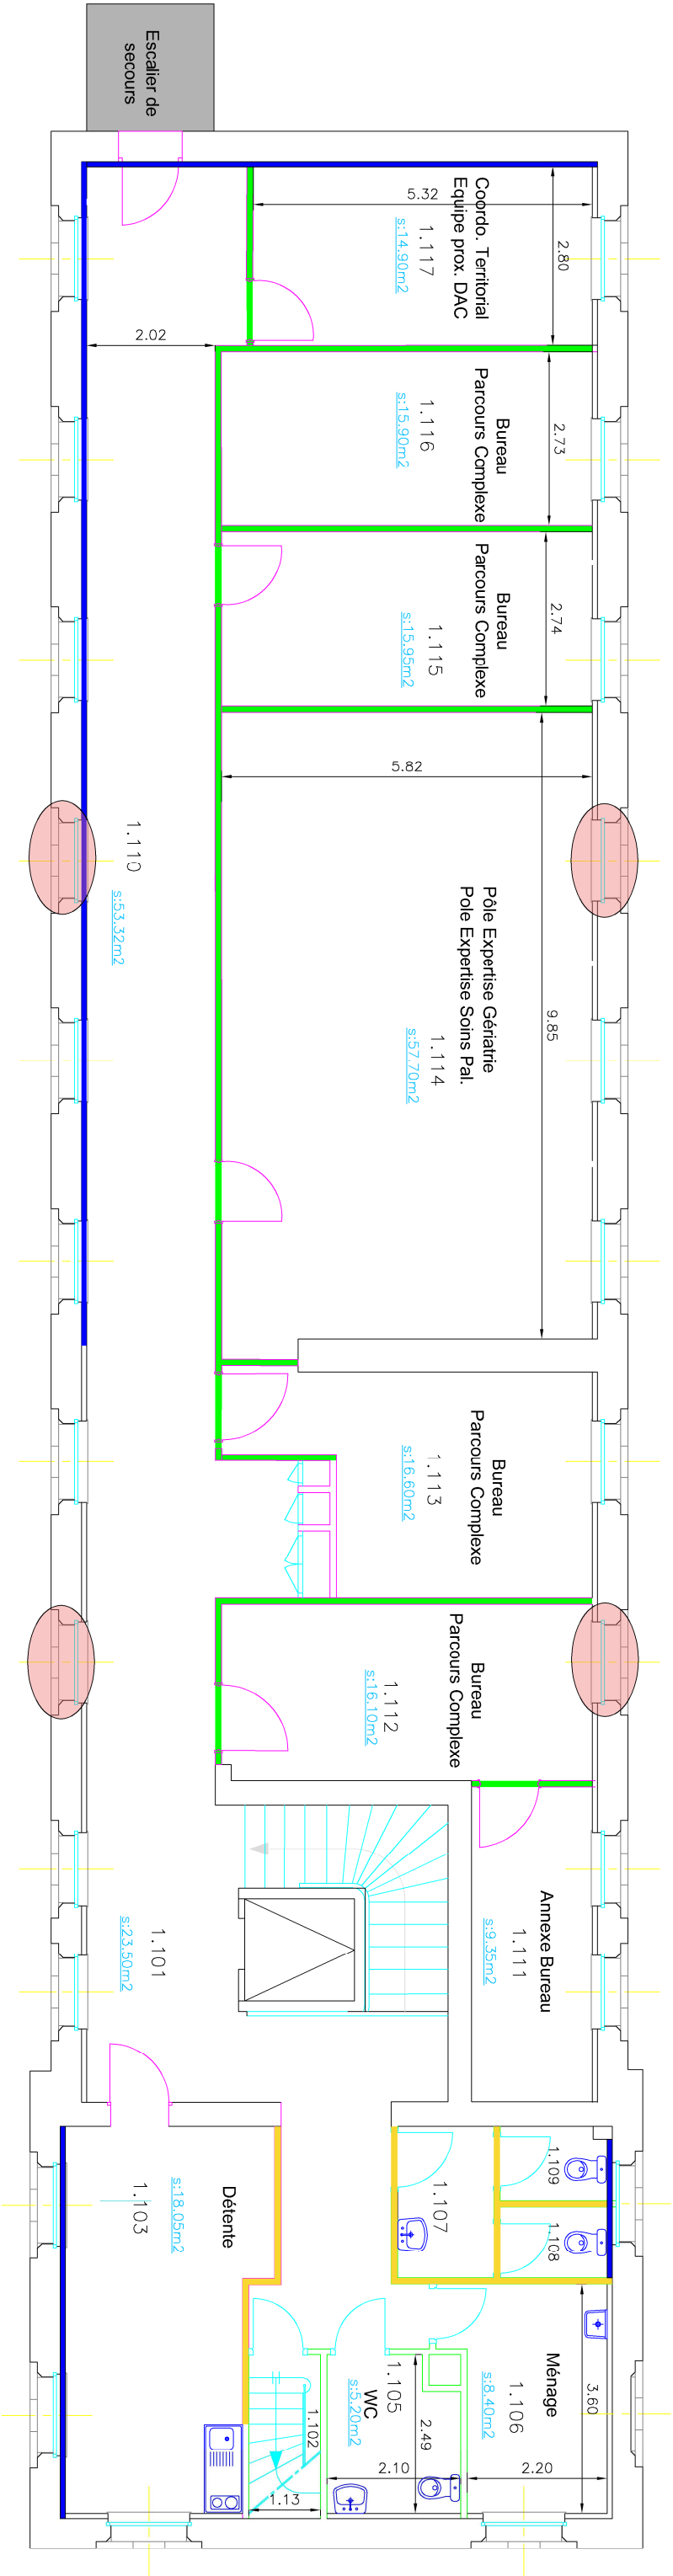 Escalier de
secours
Coordo. Territorial
Equipe prox. DAC
1.117
s:14.90m2
5.32
2.80
2.02
Bureau
Parcours Complexe
1.116
s:15.90m2
2.73
Bureau
Parcours Complexe
1.115
s:15.95m2
2.74
5.82
Pôle Expertise Gériatrie
Pole Expertise Soins Pal.
1.114
s:57.70m2
9.85
1.110
s:53.32m2
Bureau
Parcours Complexe
1.113
s:16.60m2
Bureau
Parcours Complexe
1.112
s:16.10m2
Annexe Bureau
1.111
s:9.35m2
1.101
s:23.50m2
Détente
s:18.05m2
1.103
1.109
1.108
1.107
Ménage
1.106
s:8.40m2
3.60
2.20
1.105
WC
s:5.20m2
2.49
2.10
1.102
1.13